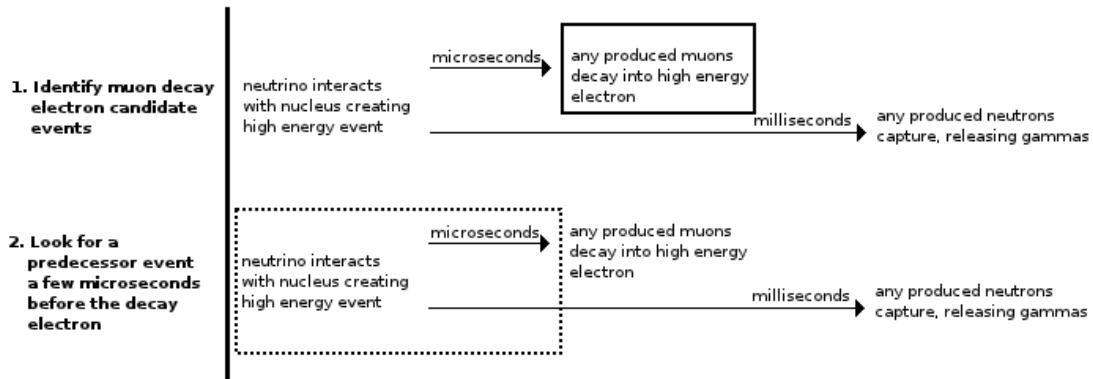 1. Identify muon decay
electron candidate
events
neutrino interacts
with nucleus creating
high energy event
microseconds
any produced muons
decay into high energy
electron
milliseconds
any produced neutrons
capture, releasing gammas
2. Look for a
predecessor event
a few microseconds
before the decay
electron
neutrino interacts
with nucleus creating
high energy event
microseconds
any produced muons
decay into high energy
electron
milliseconds
any produced neutrons
capture, releasing gammas